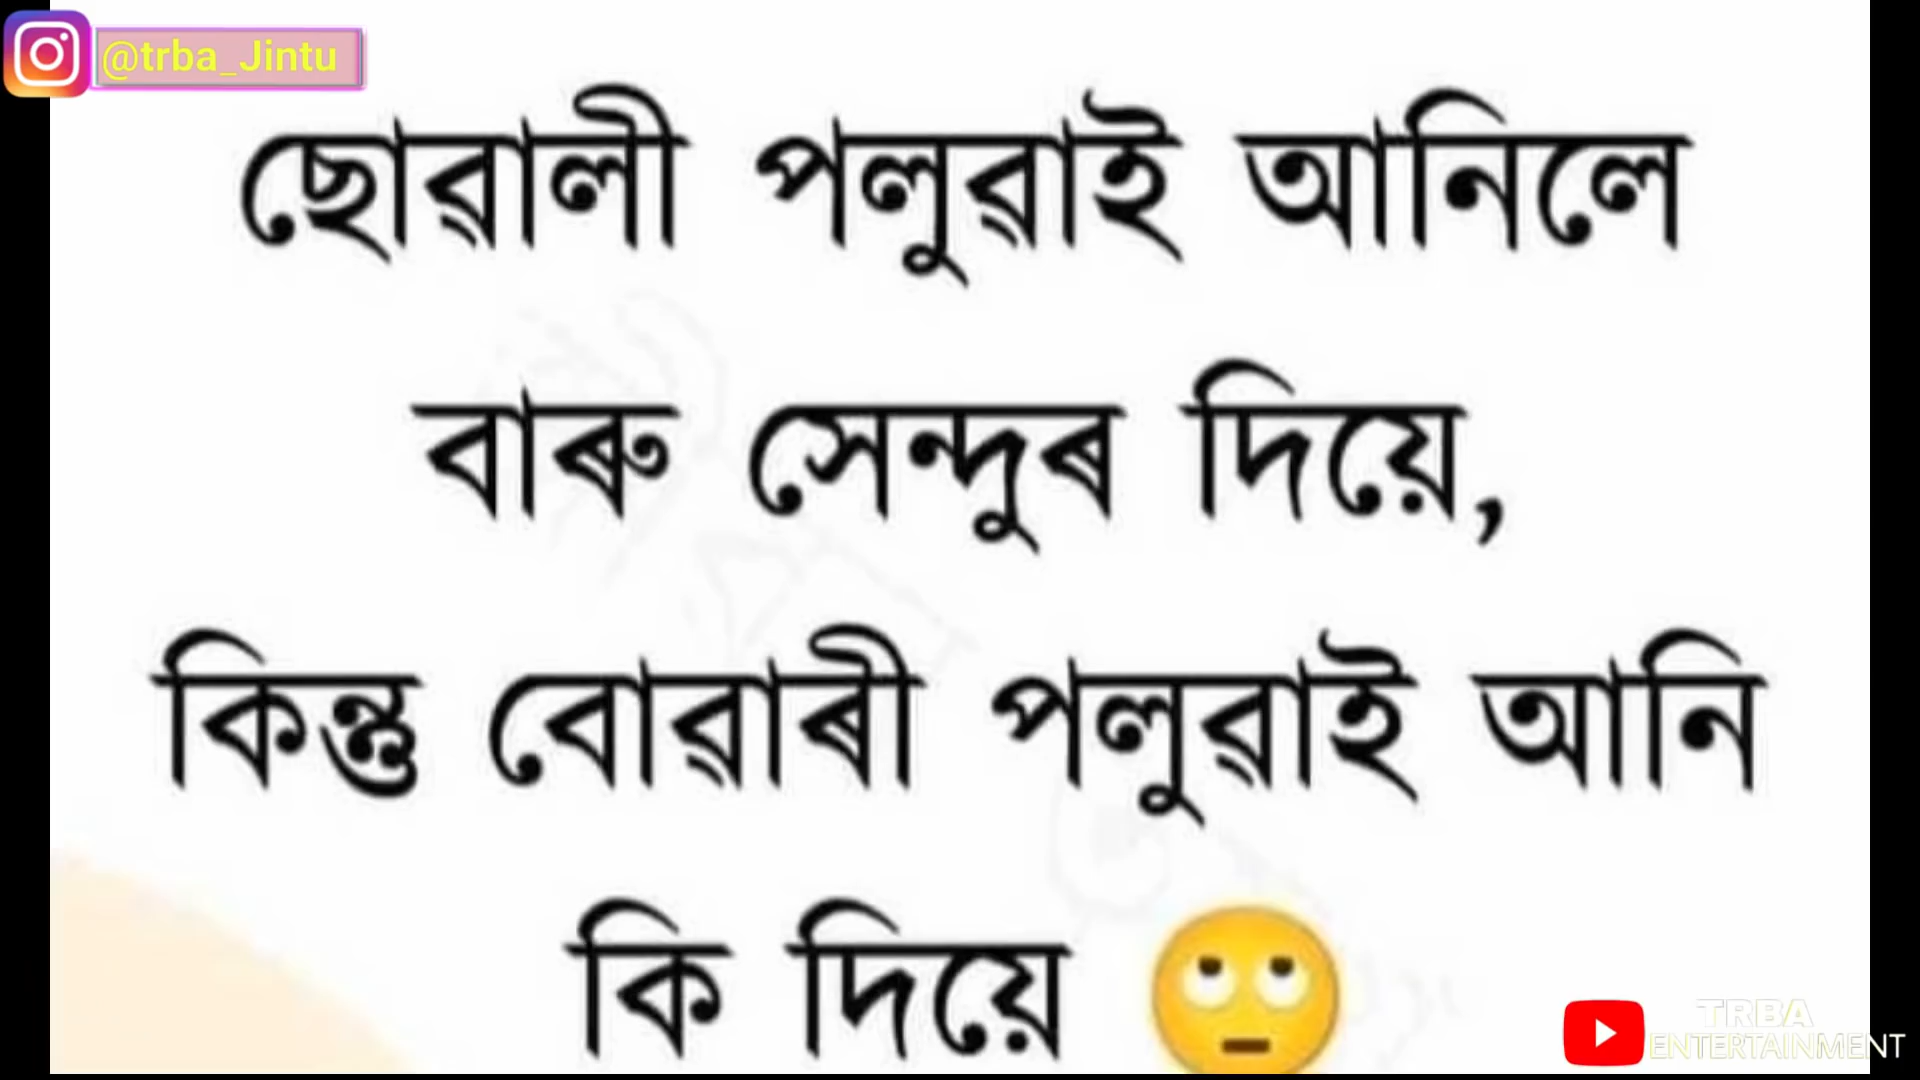 @trba_Jintu
ছোৱালী পলুৱাই আনিলে
বাৰু সেন্দুৰ দিয়ে,
কিন্তু বোৱাৰী পলুৱাই আনি
কি দিয়ে 🙄
TRBA
ENTERTAINMENT